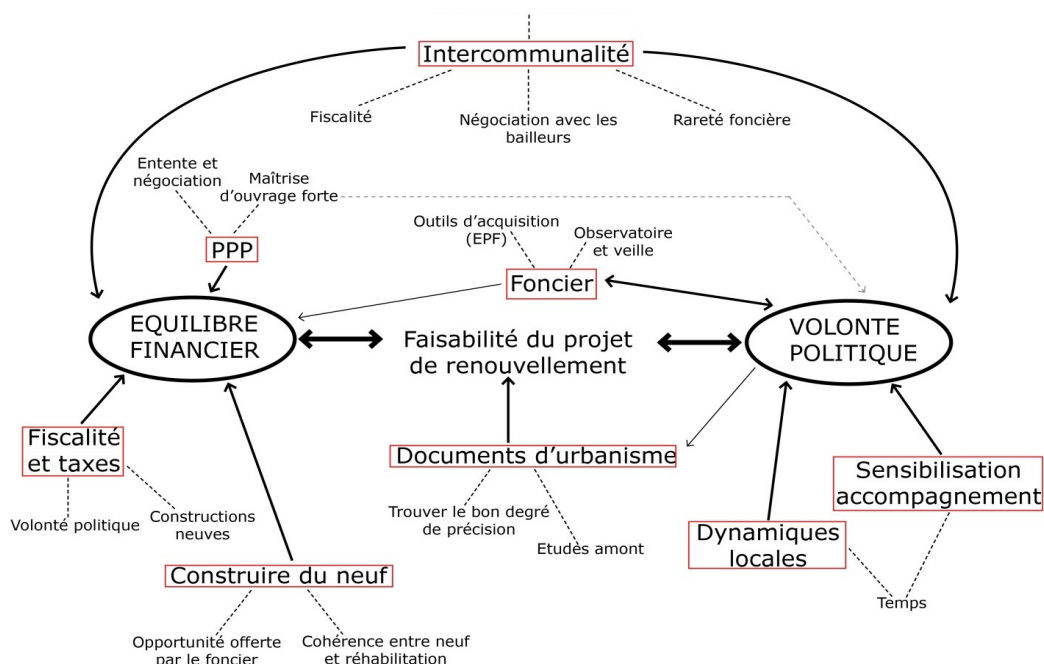 Intercommunalité
Fiscalité
Négociation avec les
bailleurs
Rareté foncière
Entente et
négociation
Maîtrise
d'ouvrage forte
PPP
Outils d'acquisition
(EPF)
Observatoire
et veille
Foncier
EQUILIBRE
FINANCIER
Faisabilité du projet
de renouvellement
VOLONTE
POLITIQUE
Fiscalité
et taxes
Volonté politique
Constructions
neuves
Documents d'urbanisme
Trouver le bon degré
de précision
Etudes amont
Sensibilisation
accompagnement
Dynamiques
locales
Temps
Construire du neuf
Opportunité offerte
par le foncier
Cohérence entre neuf
et réhabilitation